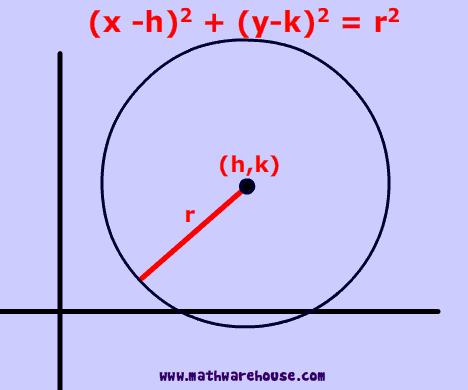 (x -h)² + (y-k)² = r²
(h,k)
r
www.mathwarehouse.com